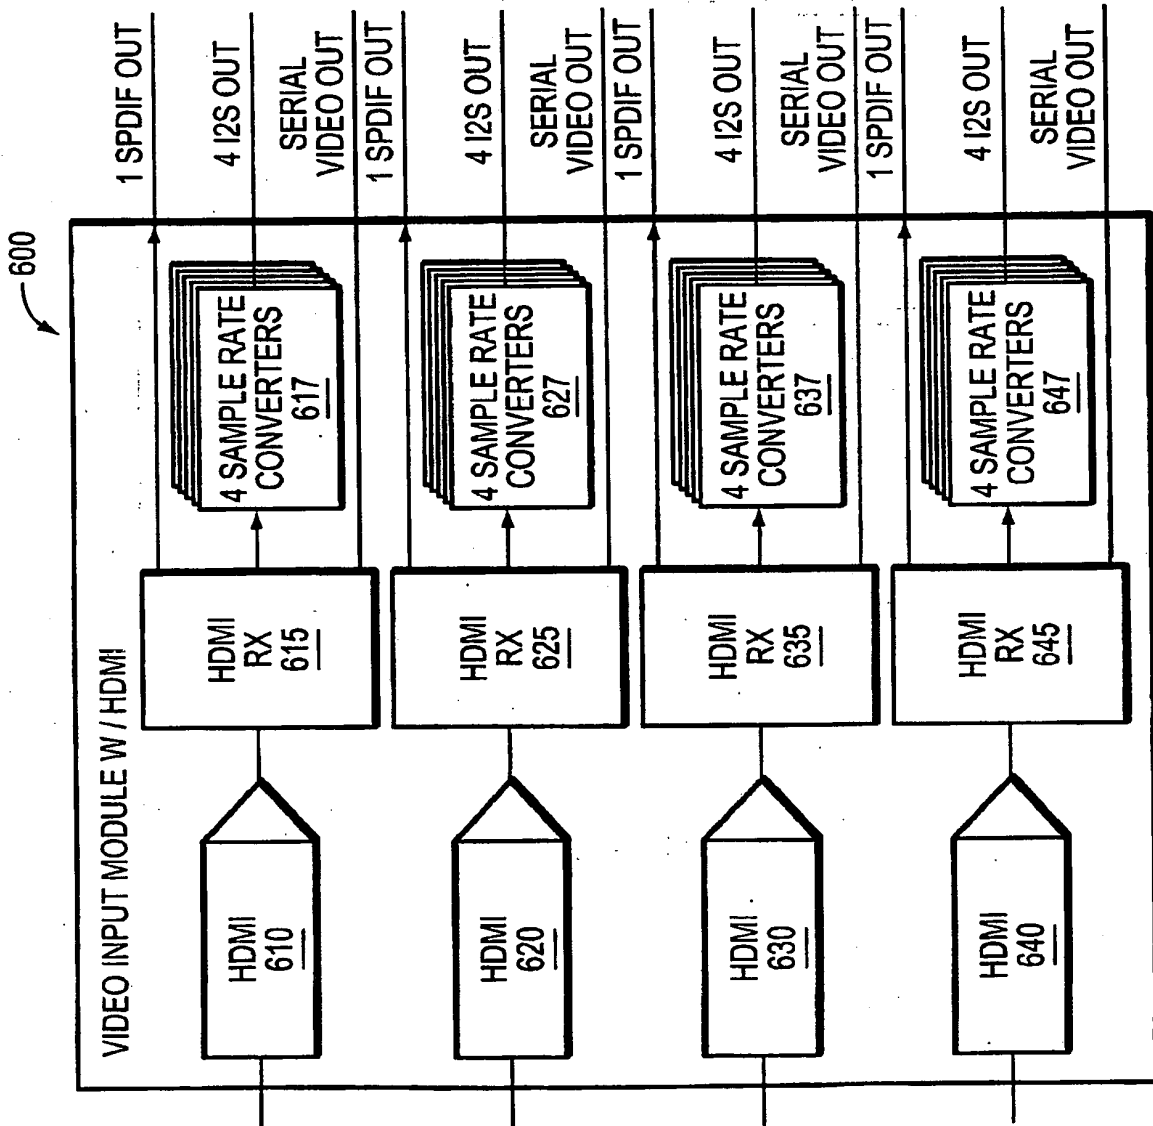 600
VIDEO INPUT MODULE W / HDMI
HDMI
610
HDMI
RX
615
4 SAMPLE RATE
CONVERTERS
617
1 SPDIF OUT
4 I2S OUT
SERIAL
VIDEO OUT
HDMI
620
HDMI
RX
625
4 SAMPLE RATE
CONVERTERS
627
1 SPDIF OUT
4 I2S OUT
SERIAL
VIDEO OUT
HDMI
630
HDMI
RX
635
4 SAMPLE RATE
CONVERTERS
637
1 SPDIF OUT
4 I2S OUT
SERIAL
VIDEO OUT
HDMI
640
HDMI
RX
645
4 SAMPLE RATE
CONVERTERS
647
1 SPDIF OUT
4 I2S OUT
SERIAL
VIDEO OUT